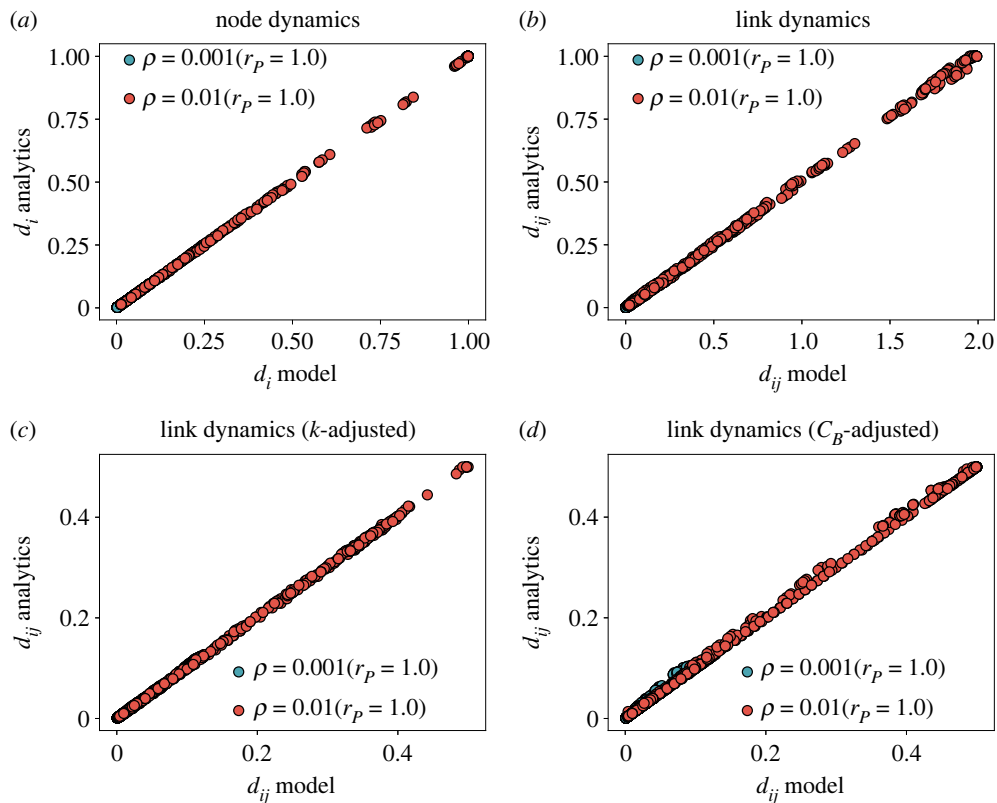 (a) node dynamics
ρ = 0.001(r_P = 1.0)
ρ = 0.01(r_P = 1.0)
1.00
0.75
0.50
0.25
0
d_i analytics
0 0.25 0.50 0.75 1.00
d_i model
(b) link dynamics
ρ = 0.001(r_P = 1.0)
ρ = 0.01(r_P = 1.0)
1.00
0.75
0.50
0.25
0
d_ij analytics
0 0.5 1.0 1.5 2.0
d_ij model
(c) link dynamics (k-adjusted)
0.4
0.2
0
d_ij analytics
ρ = 0.001(r_P = 1.0)
ρ = 0.01(r_P = 1.0)
0 0.2 0.4
d_ij model
(d) link dynamics (C_B-adjusted)
0.4
0.2
0
d_ij analytics
ρ = 0.001(r_P = 1.0)
ρ = 0.01(r_P = 1.0)
0 0.2 0.4
d_ij model